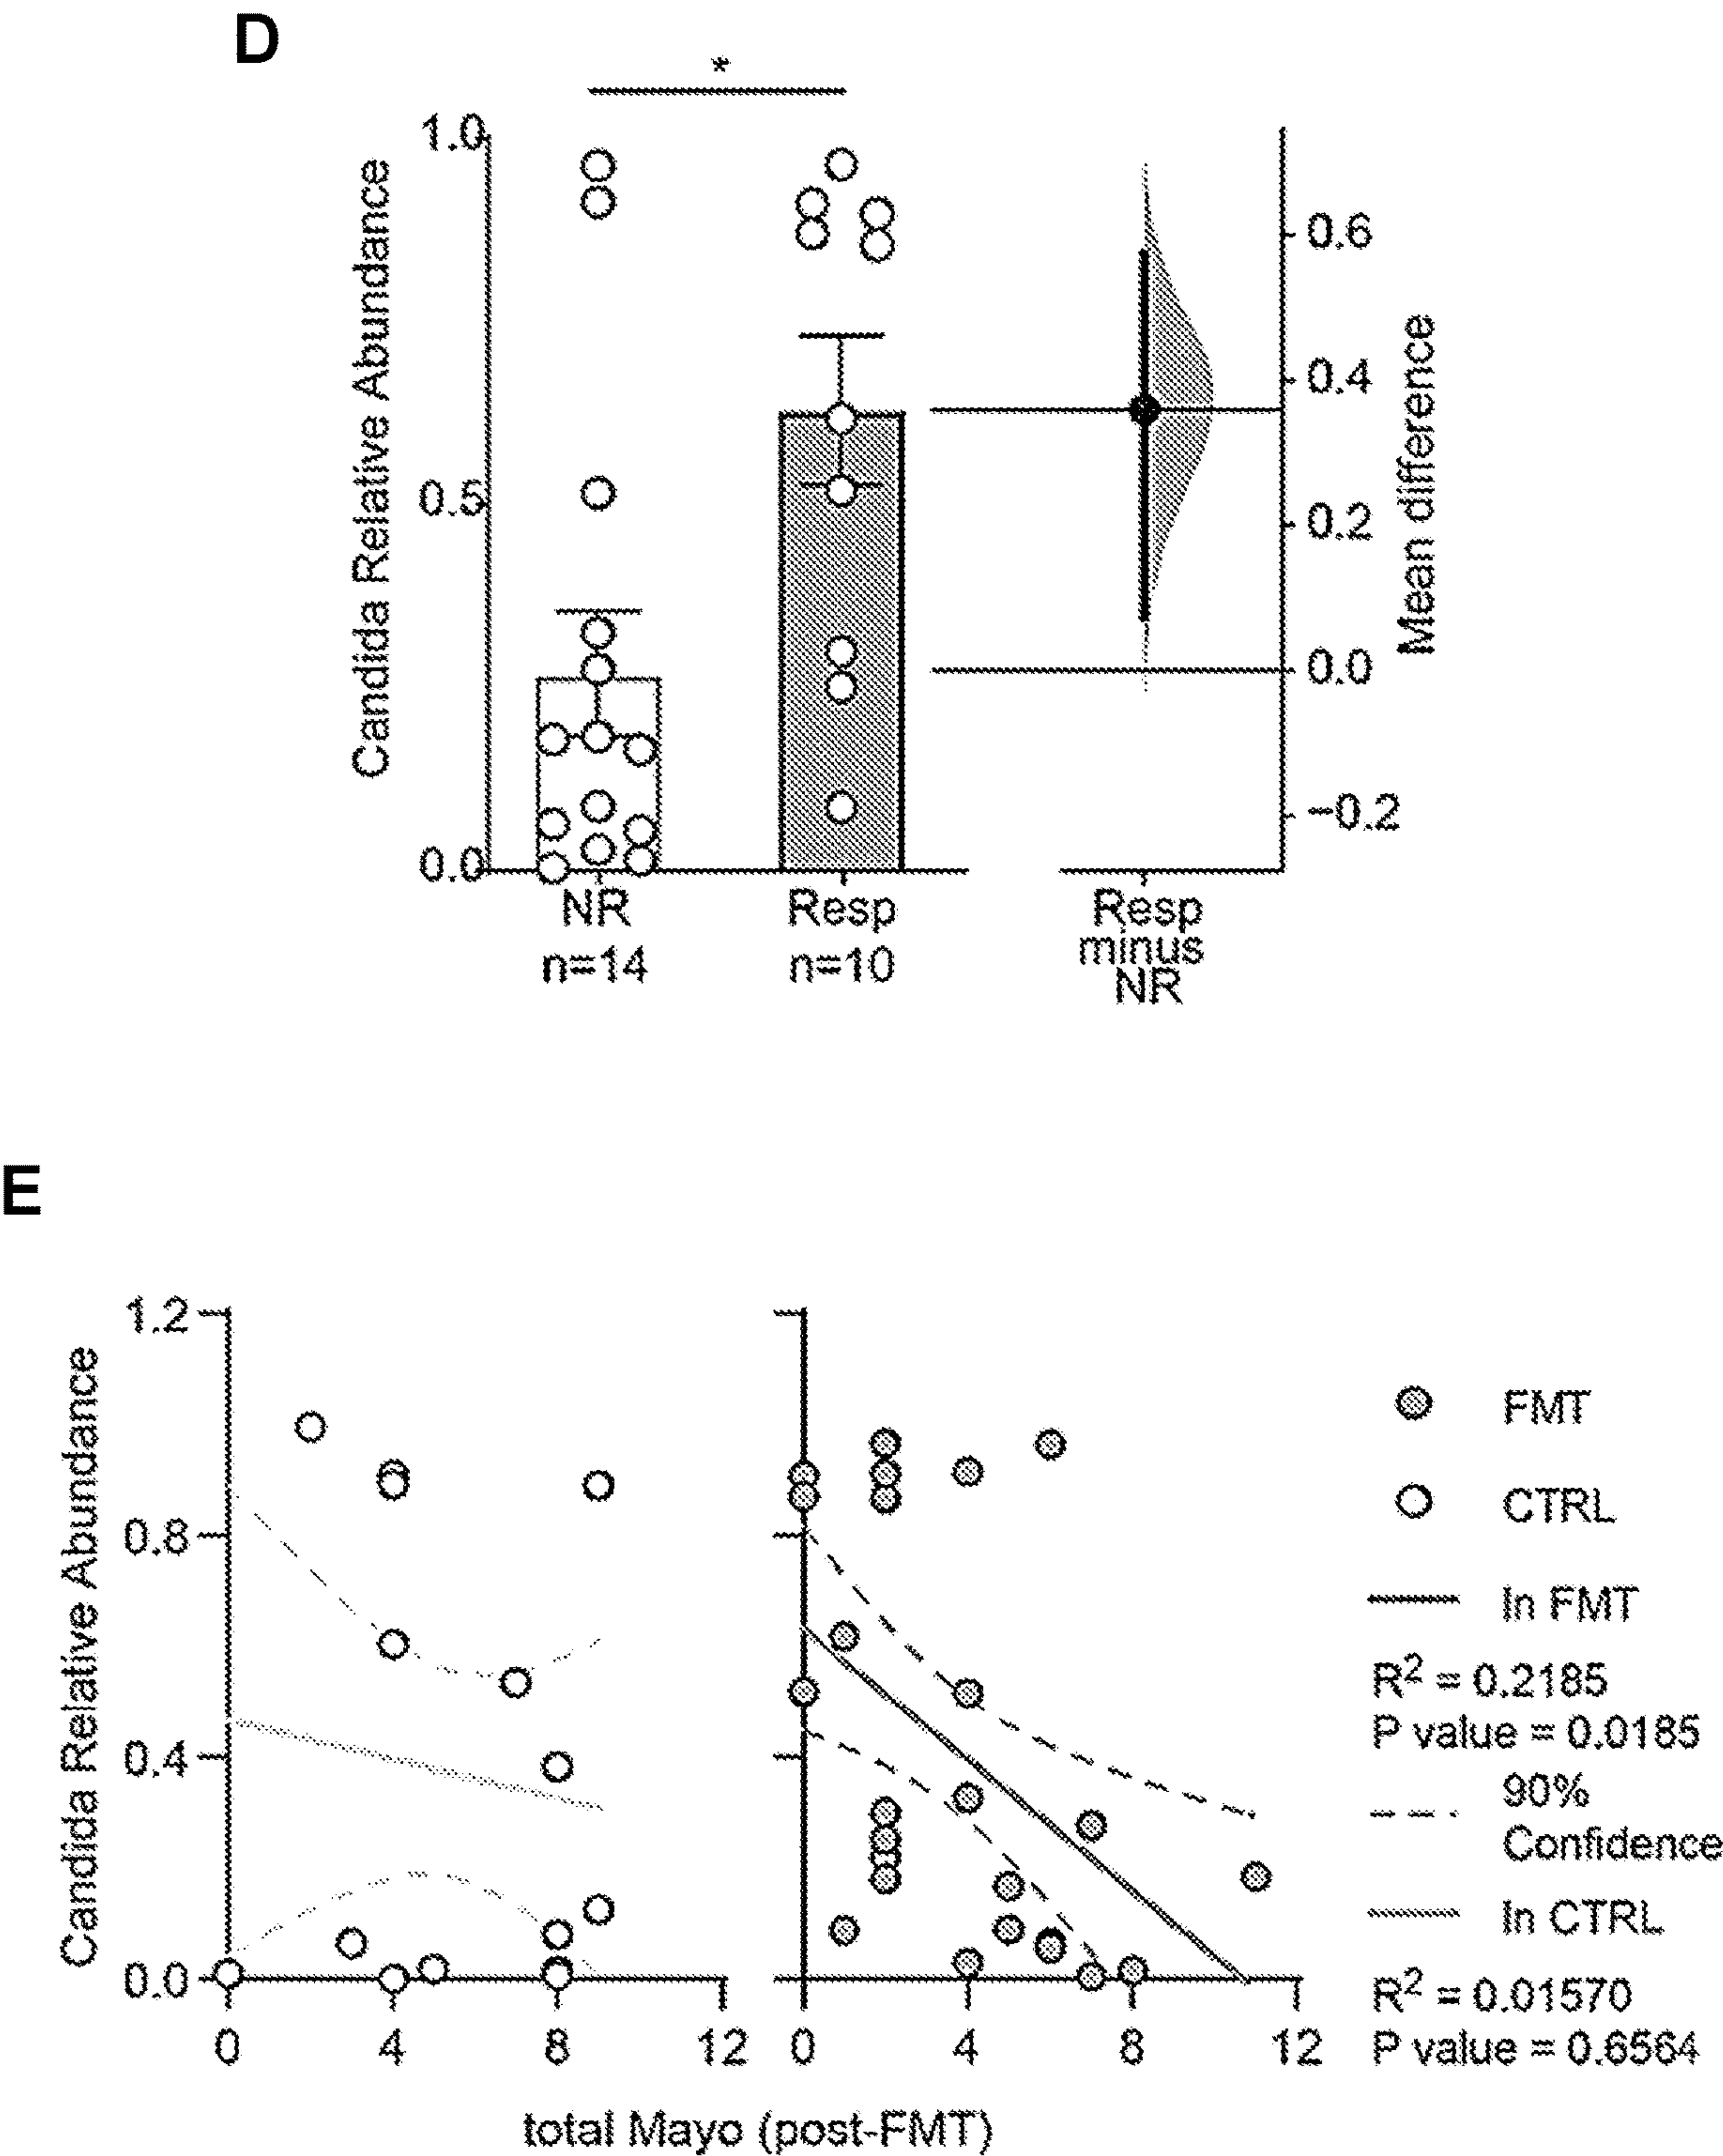 D
*
Candida Relative Abundance
1.0
0.5
0.0
NR
n=14
Resp
n=10
Resp
minus
NR
0.6
0.4
0.2
0.0
−0.2
Mean difference
E
Candida Relative Abundance
1.2
0.8
0.4
0.0
0 4 8 12
0 4 8 12
total Mayo (post-FMT)
FMT
CTRL
In FMT
R² = 0.2185
P value = 0.0185
90%
Confidence
In CTRL
R² = 0.01570
P value = 0.6564